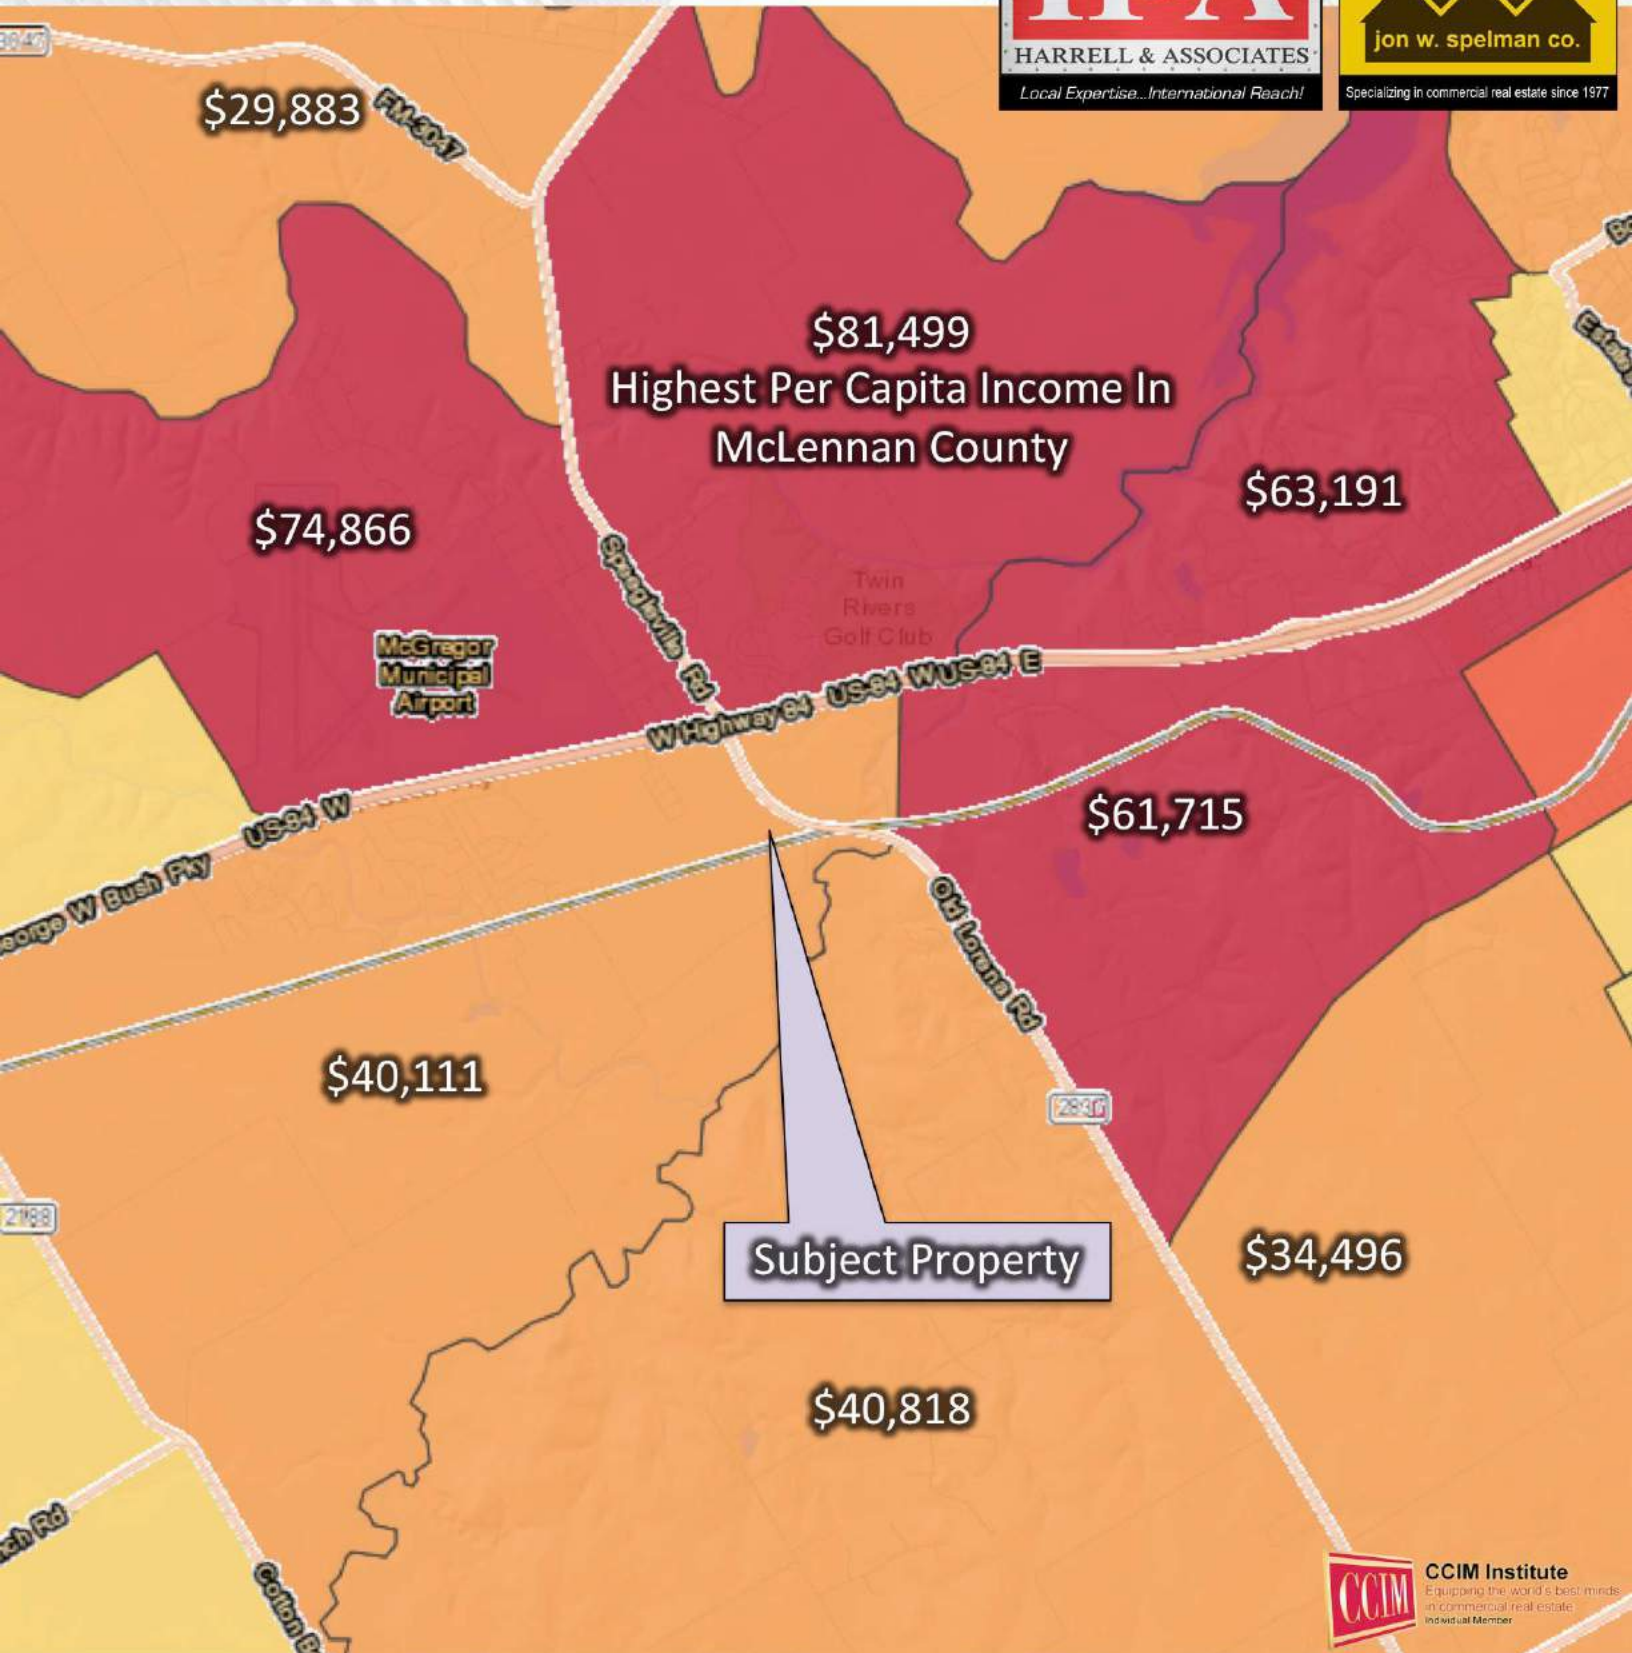 HARRELL & ASSOCIATES
Local Expertise...International Reach!
jon w. spelman co.
Specializing in commercial real estate since 1977
$29,883
FM-3047
$81,499
Highest Per Capita Income In
McLennan County
$63,191
$74,866
Speegleville Rd
Twin
Rivers
Golf Club
McGregor
Municipal
Airport
W Highway 84
US-84 W
US-84 E
US-84 W
W Bush Pky
$61,715
Old Lorena Rd
$40,111
2188
Subject Property
$34,496
$40,818
Rd
Cotton
CCIM
CCIM Institute
Equipping the world's best minds
in commercial real estate
Individual Member